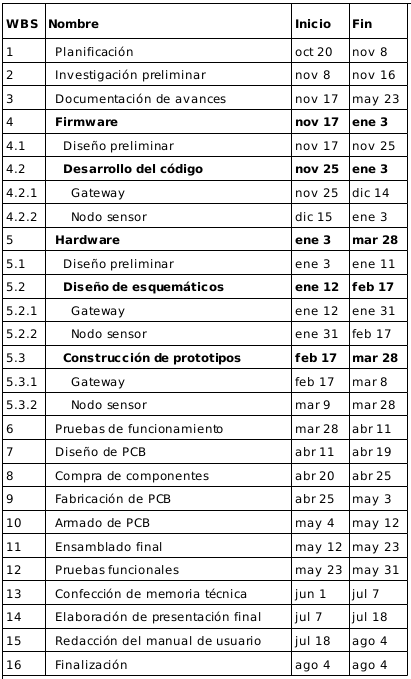 WBS Nombre Inicio Fin
1 Planificación oct 20 nov 8
2 Investigación preliminar nov 8 nov 16
3 Documentación de avances nov 17 may 23
4 Firmware nov 17 ene 3
4.1 Diseño preliminar nov 17 nov 25
4.2 Desarrollo del código nov 25 ene 3
4.2.1 Gateway nov 25 dic 14
4.2.2 Nodo sensor dic 15 ene 3
5 Hardware ene 3 mar 28
5.1 Diseño preliminar ene 3 ene 11
5.2 Diseño de esquemáticos ene 12 feb 17
5.2.1 Gateway ene 12 ene 31
5.2.2 Nodo sensor ene 31 feb 17
5.3 Construcción de prototipos feb 17 mar 28
5.3.1 Gateway feb 17 mar 8
5.3.2 Nodo sensor mar 9 mar 28
6 Pruebas de funcionamiento mar 28 abr 11
7 Diseño de PCB abr 11 abr 19
8 Compra de componentes abr 20 abr 25
9 Fabricación de PCB abr 25 may 3
10 Armado de PCB may 4 may 12
11 Ensamblado final may 12 may 23
12 Pruebas funcionales may 23 may 31
13 Confección de memoria técnica jun 1 jul 7
14 Elaboración de presentación final jul 7 jul 18
15 Redacción del manual de usuario jul 18 ago 4
16 Finalización ago 4 ago 4